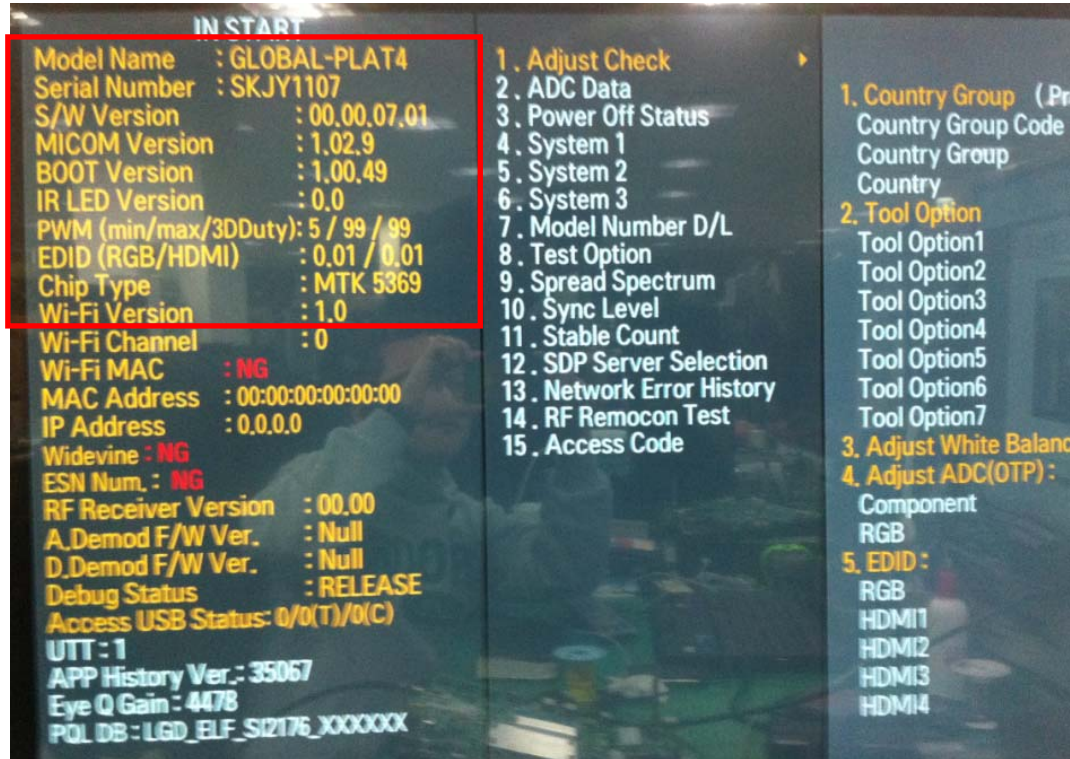 IN START
Model Name : GLOBAL-PLAT4
Serial Number : SKJY1107
S/W Version : 00.00.07.01
MICOM Version : 1.02.9
BOOT Version : 1.00.49
IR LED Version : 0.0
PWM (min/max/3DDuty): 5 / 99 / 99
EDID (RGB/HDMI) : 0.01 / 0.01
Chip Type : MTK 5369
Wi-Fi Version : 1.0
Wi-Fi Channel : 0
Wi-Fi MAC : NG
MAC Address : 00:00:00:00:00:00
IP Address : 0.0.0.0
Widevine : NG
ESN Num. : NG
RF Receiver Version : 00.00
A.Demod F/W Ver. : Null
D.Demod F/W Ver. : Null
Debug Status : RELEASE
Access USB Status: 0/0(T)/0(C)
UTT : 1
APP History Ver.: 35067
Eye Q Gain : 4478
PQL DB : LGD_ELF_SI2176_XXXXXX
1. Adjust Check
2. ADC Data
3. Power Off Status
4. System 1
5. System 2
6. System 3
7. Model Number D/L
8. Test Option
9. Spread Spectrum
10. Sync Level
11. Stable Count
12. SDP Server Selection
13. Network Error History
14. RF Remocon Test
15. Access Code
1. Country Group (.Pr
Country Group Code
Country Group
Country
2. Tool Option
Tool Option1
Tool Option2
Tool Option3
Tool Option4
Tool Option5
Tool Option6
Tool Option7
3. Adjust White Balanc
4. Adjust ADC(OTP) :
Component
RGB
5. EDID :
RGB
HDMI1
HDMI2
HDMI3
HDMI4